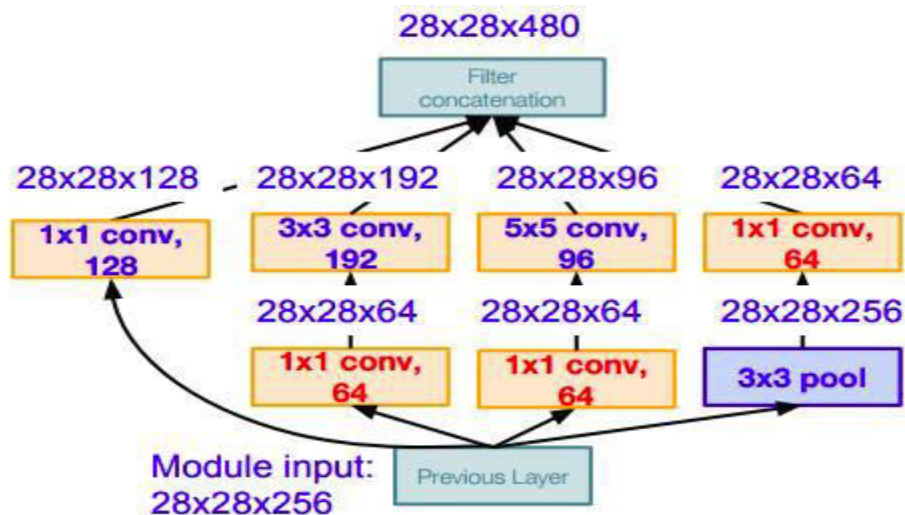 28x28x480
Filter
concatenation
28x28x128
28x28x192
28x28x96
28x28x64
1x1 conv,
128
3x3 conv,
192
5x5 conv,
96
1x1 conv,
64
28x28x64
28x28x64
28x28x256
1x1 conv,
64
1x1 conv,
64
3x3 pool
Module input:
28x28x256
Previous Layer